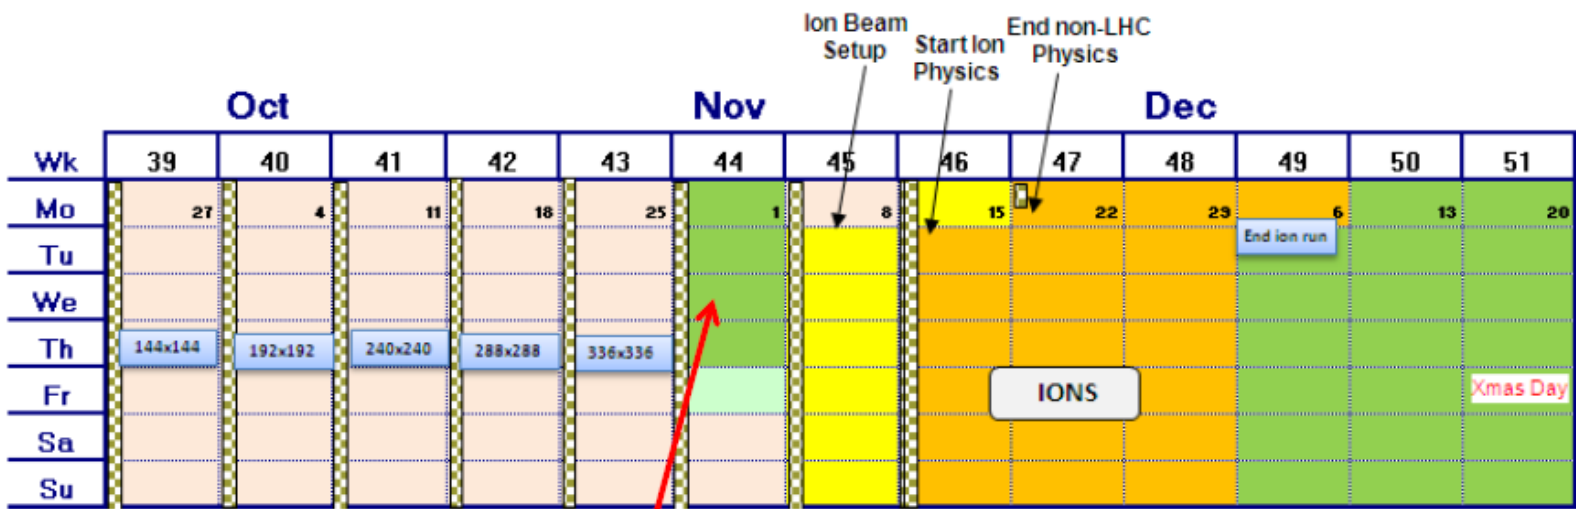 Ion Beam
Setup
Start Ion
Physics
End non-LHC
Physics
Oct Nov Dec
Wk 39 40 41 42 43 44 45 46 47 48 49 50 51
Mo 27 4 11 18 25 1 8 15 22 29 6 13 20
Tu End ion run
We
Th 144x144 192x192 240x240 288x288 336x336
Fr IONS Xmas Day
Sa
Su